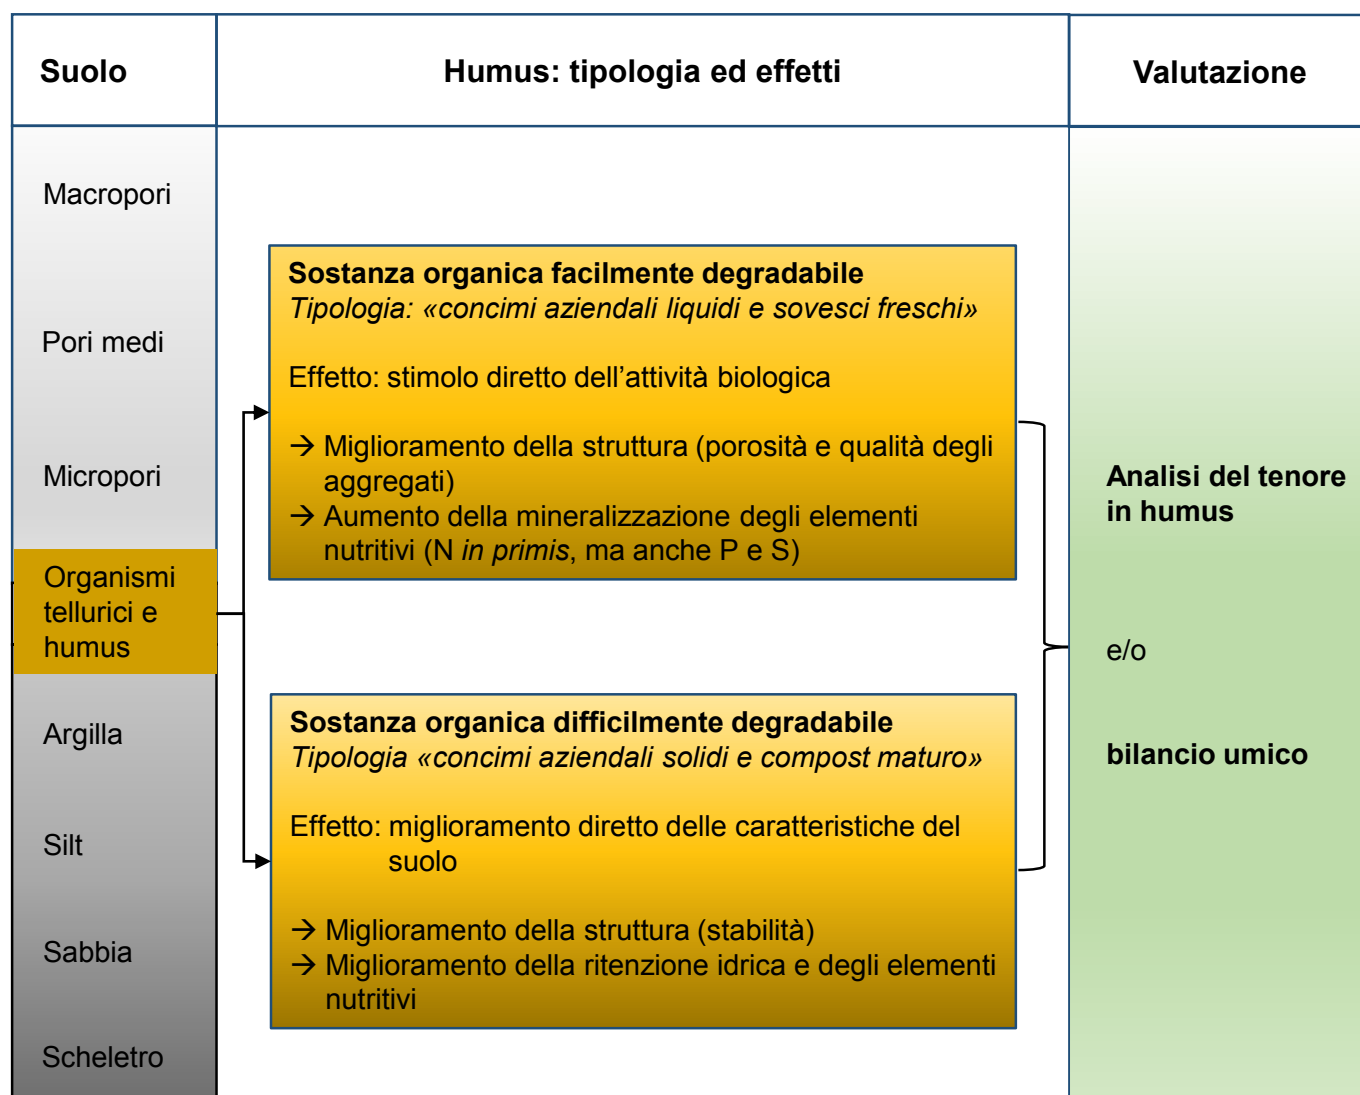 Suolo
Humus: tipologia ed effetti
Valutazione
Macropori
Pori medi
Micropori
Organismi
tellurici e
humus
Argilla
Silt
Sabbia
Scheletro
Sostanza organica facilmente degradabile
Tipologia: «concimi aziendali liquidi e sovesci freschi»
Effetto: stimolo diretto dell’attività biologica
→ Miglioramento della struttura (porosità e qualità degli
aggregati)
→ Aumento della mineralizzazione degli elementi
nutritivi (N in primis, ma anche P e S)
Sostanza organica difficilmente degradabile
Tipologia «concimi aziendali solidi e compost maturo»
Effetto: miglioramento diretto delle caratteristiche del
suolo
→ Miglioramento della struttura (stabilità)
→ Miglioramento della ritenzione idrica e degli elementi
nutritivi
Analisi del tenore
in humus
e/o
bilancio umico